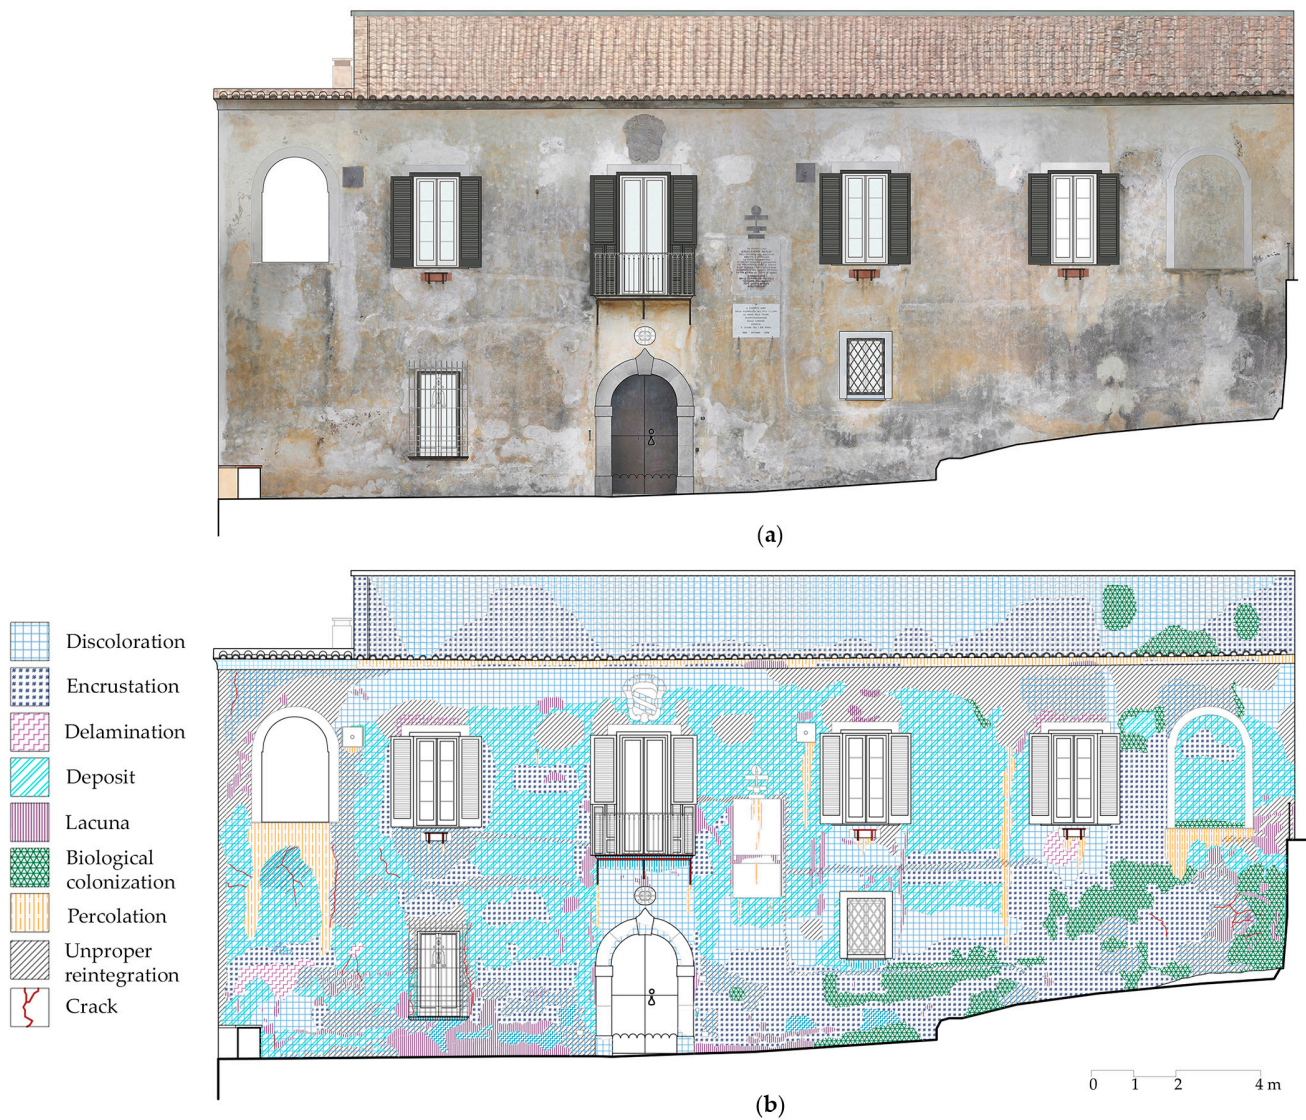 (a)
Discoloration
Encrustation
Delamination
Deposit
Lacuna
Biological
colonization
Percolation
Unproper
reintegration
Crack
0 1 2 4 m
(b)